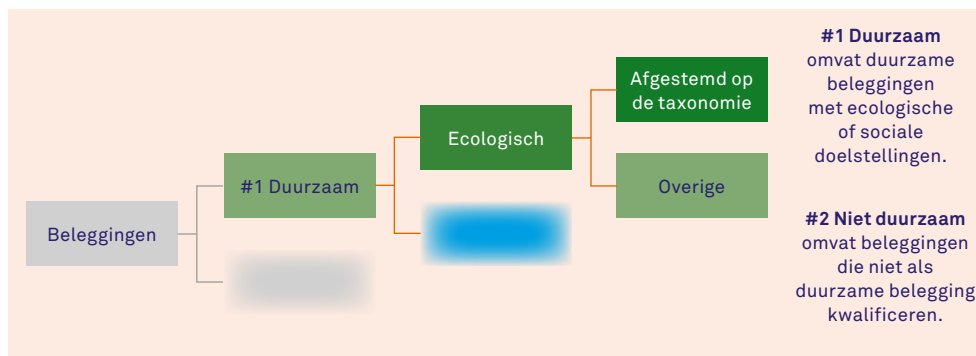 Beleggingen
#1 Duurzaam
Ecologisch
Afgestemd op
de taxonomie
Overige
#1 Duurzaam
omvat duurzame
beleggingen
met ecologische
of sociale
doelstellingen.
#2 Niet duurzaam
omvat beleggingen
die niet als
duurzame belegging
kwalificeren.